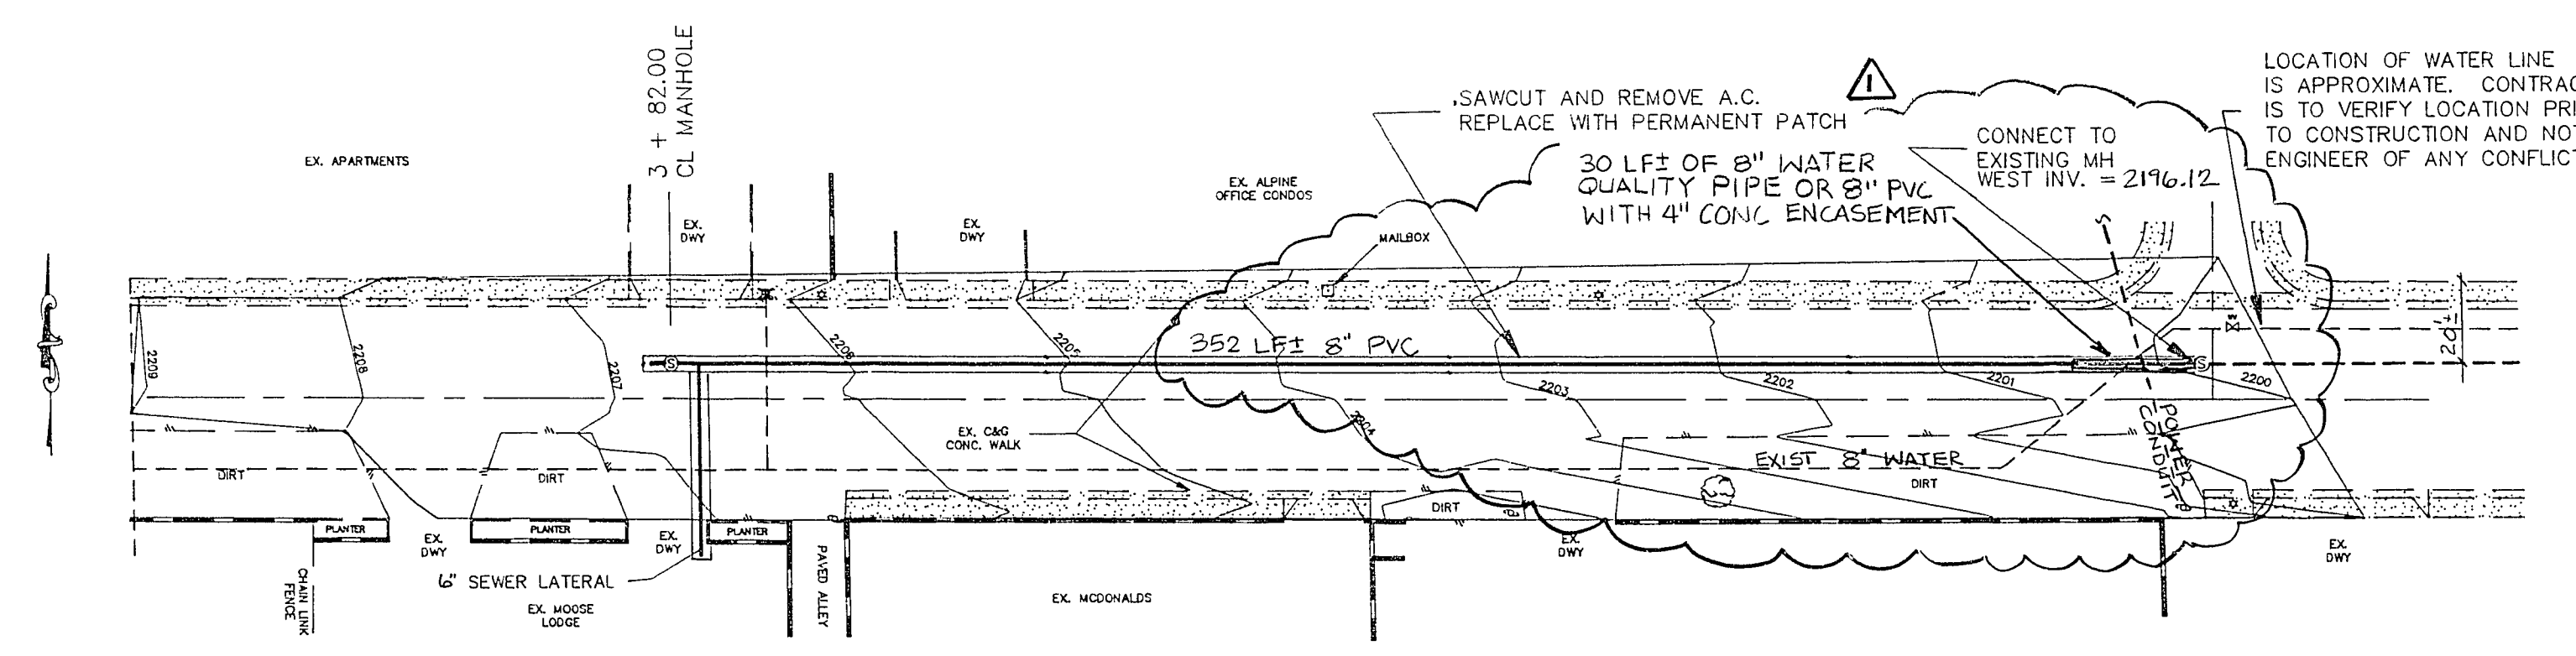 3 + 82.00
CL MANHOLE
EX. APARTMENTS
EX.
DWY
EX.
DWY
EX. ALPINE
OFFICE CONDOS
MAILBOX
SAWCUT AND REMOVE A.C.
REPLACE WITH PERMANENT PATCH
1
30 LF± OF 8" WATER
QUALITY PIPE OR 8" PVC
WITH 4" CONC ENCASEMENT
CONNECT TO
EXISTING MH
WEST INV. = 2196.12
LOCATION OF WATER LINE
IS APPROXIMATE. CONTRAC
IS TO VERIFY LOCATION PRI
TO CONSTRUCTION AND NOT
ENGINEER OF ANY CONFLICT
S
W
20'±
2209
2208
2207
2206
2205
352 LF± 8" PVC
S
S
2204
2203
2202
2201
2200
EX. C&G
CONC. WALK
EXIST 8" WATER
POWER
CONDUIT
DIRT
DIRT
DIRT
DIRT
PLANTER
PLANTER
PLANTER
EX.
DWY
EX.
DWY
EX.
DWY
EX.
DWY
CHAIN LINK
FENCE
6" SEWER LATERAL
EX. MOOSE
LODGE
PAVED ALLEY
EX. MCDONALDS